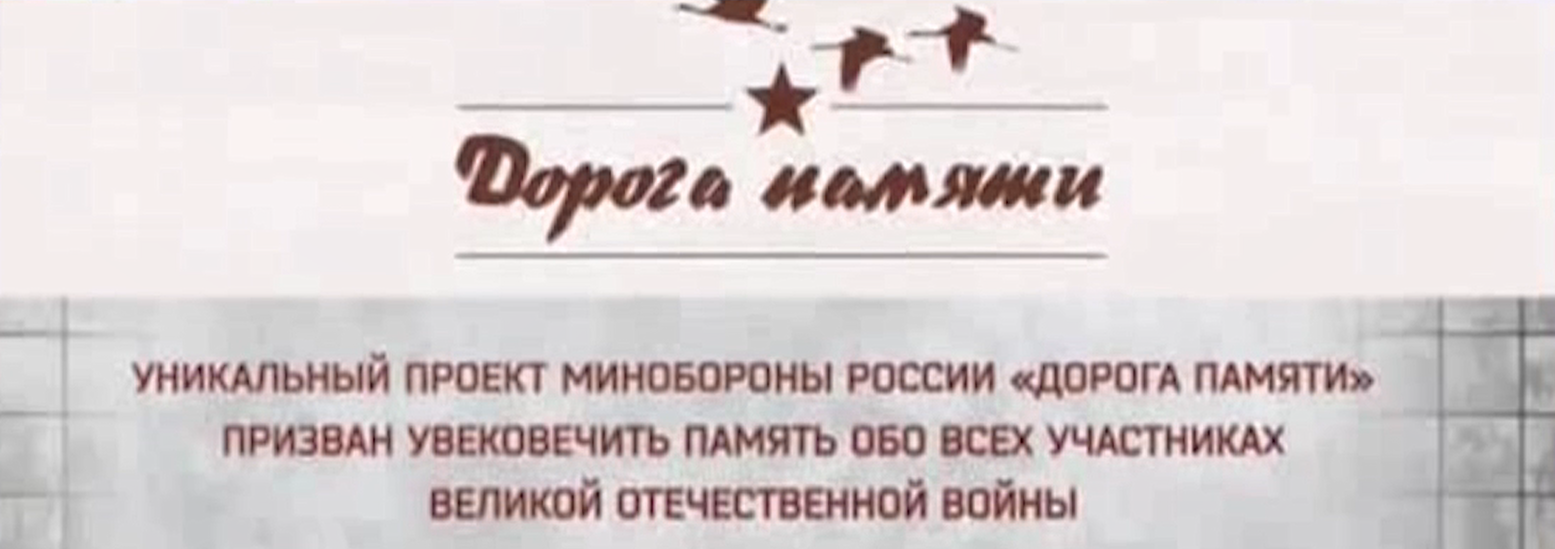 Дорога памяти
УНИКАЛЬНЫЙ ПРОЕКТ МИНОБОРОНЫ РОССИИ «ДОРОГА ПАМЯТИ»
ПРИЗВАН УВЕКОВЕЧИТЬ ПАМЯТЬ ОБО ВСЕХ УЧАСТНИКАХ
ВЕЛИКОЙ ОТЕЧЕСТВЕННОЙ ВОЙНЫ